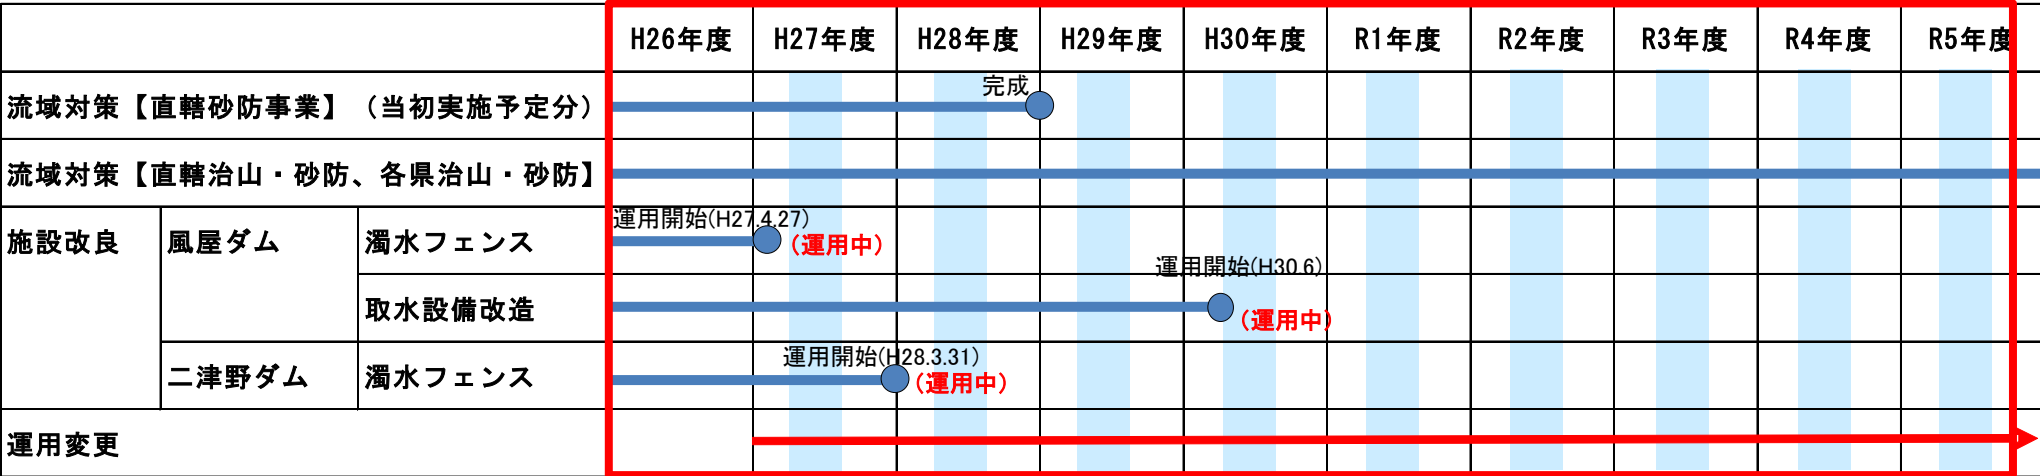 H26年度 H27年度 H28年度 H29年度 H30年度 R1年度 R2年度 R3年度 R4年度 R5年度
完成
流域対策【直轄砂防事業】（当初実施予定分）
流域対策【直轄治山・砂防、各県治山・砂防】
運用開始(H27.4.27)
施設改良 風屋ダム 濁水フェンス （運用中）
運用開始(H30.6)
取水設備改造 （運用中）
運用開始(H28.3.31)
二津野ダム 濁水フェンス （運用中）
運用変更